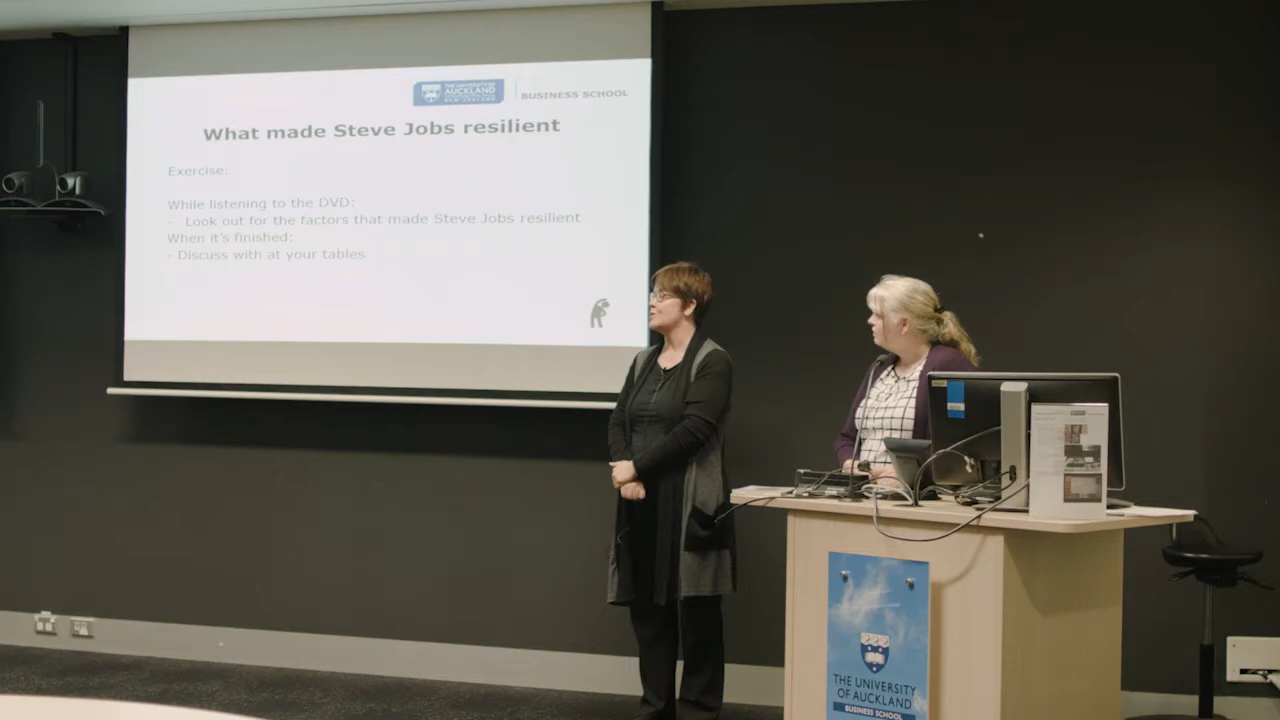 THE UNIVERSITY OF
AUCKLAND
NEW ZEALAND
BUSINESS SCHOOL
What made Steve Jobs resilient
Exercise:
While listening to the DVD:
- Look out for the factors that made Steve Jobs resilient
When it's finished:
- Discuss with at your tables
THE UNIVERSITY
OF AUCKLAND
BUSINESS SCHOOL